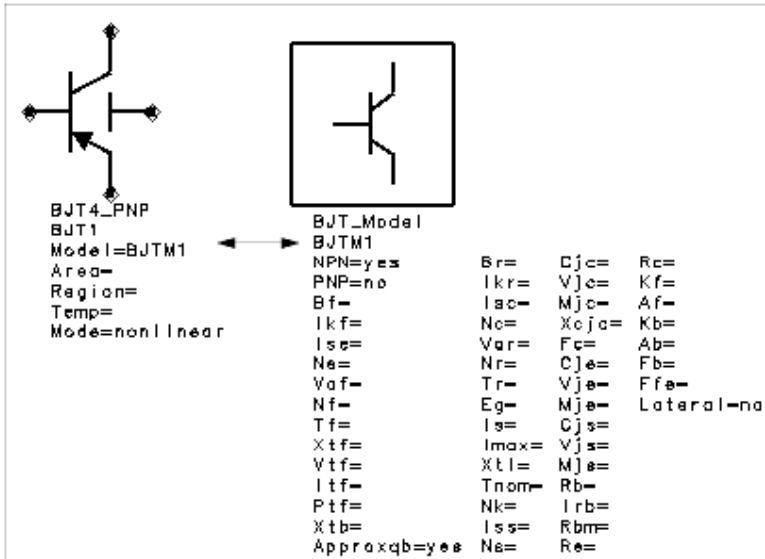 BJT4_PNP
BJT1
Model=BJTM1
Area=
Region=
Temp=
Mode=nonlinear
BJT_Model
BJTM1
NPN=yes
PNP=no
Bf=
Ikf=
Ise=
Ne=
Vaf=
Nf=
Tf=
Xtf=
Vtf=
Itf=
Ptf=
Xtb=
Approxqb=yes
Br=
Ikr=
Isc=
Nc=
Var=
Nr=
Tr=
Eg=
Is=
Imax=
Xti=
Tnom=
Nk=
Iss=
Ns=
Cjc=
Vjc=
Mjc=
Xcjc=
Fc=
Cje=
Vje=
Mje=
Cjs=
Vjs=
Mjs=
Rb=
Irb=
Rbm=
Re=
Rc=
Kf=
Af=
Kb=
Ab=
Fb=
Ffe=
Lateral=no